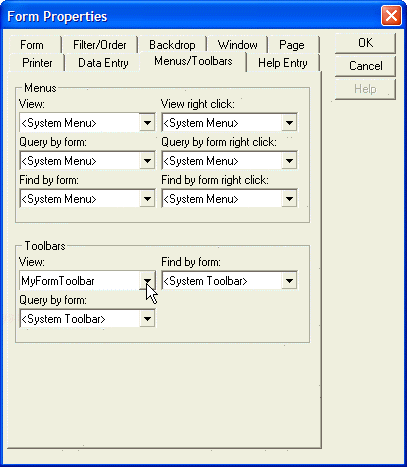 Form Properties
Form Filter/Order Backdrop Window Page
Printer Data Entry Menus/Toolbars Help Entry
OK
Cancel
Help
Menus
View: View right click:
<System Menu> <System Menu>
Query by form: Query by form right click:
<System Menu> <System Menu>
Find by form: Find by form right click:
<System Menu> <System Menu>
Toolbars
View: Find by form:
MyFormToolbar <System Toolbar>
Query by form:
<System Toolbar>